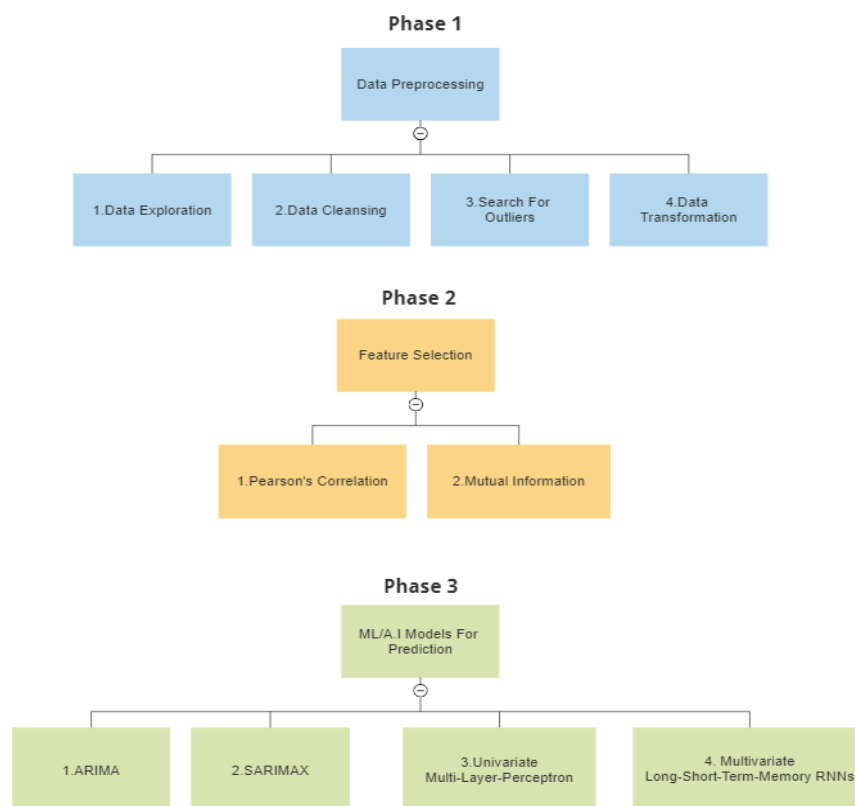 Phase 1
Data Preprocessing
1.Data Exploration
2.Data Cleansing
3.Search For
Outliers
4.Data
Transformation
Phase 2
Feature Selection
1.Pearson's Correlation
2.Mutual Information
Phase 3
ML/A.I Models For
Prediction
1.ARIMA
2.SARIMAX
3.Univariate
Multi-Layer-Perceptron
4. Multivariate
Long-Short-Term-Memory RNNs